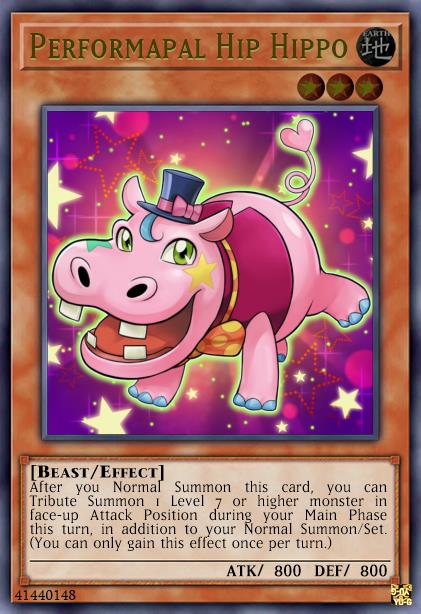 PERFORMAPAL HIP HIPPO
EARTH
地
[BEAST/EFFECT]
After you Normal Summon this card, you can
Tribute Summon 1 Level 7 or higher monster in
face-up Attack Position during your Main Phase
this turn, in addition to your Normal Summon/Set.
(You can only gain this effect once per turn.)
ATK/ 800 DEF/ 800
41441148